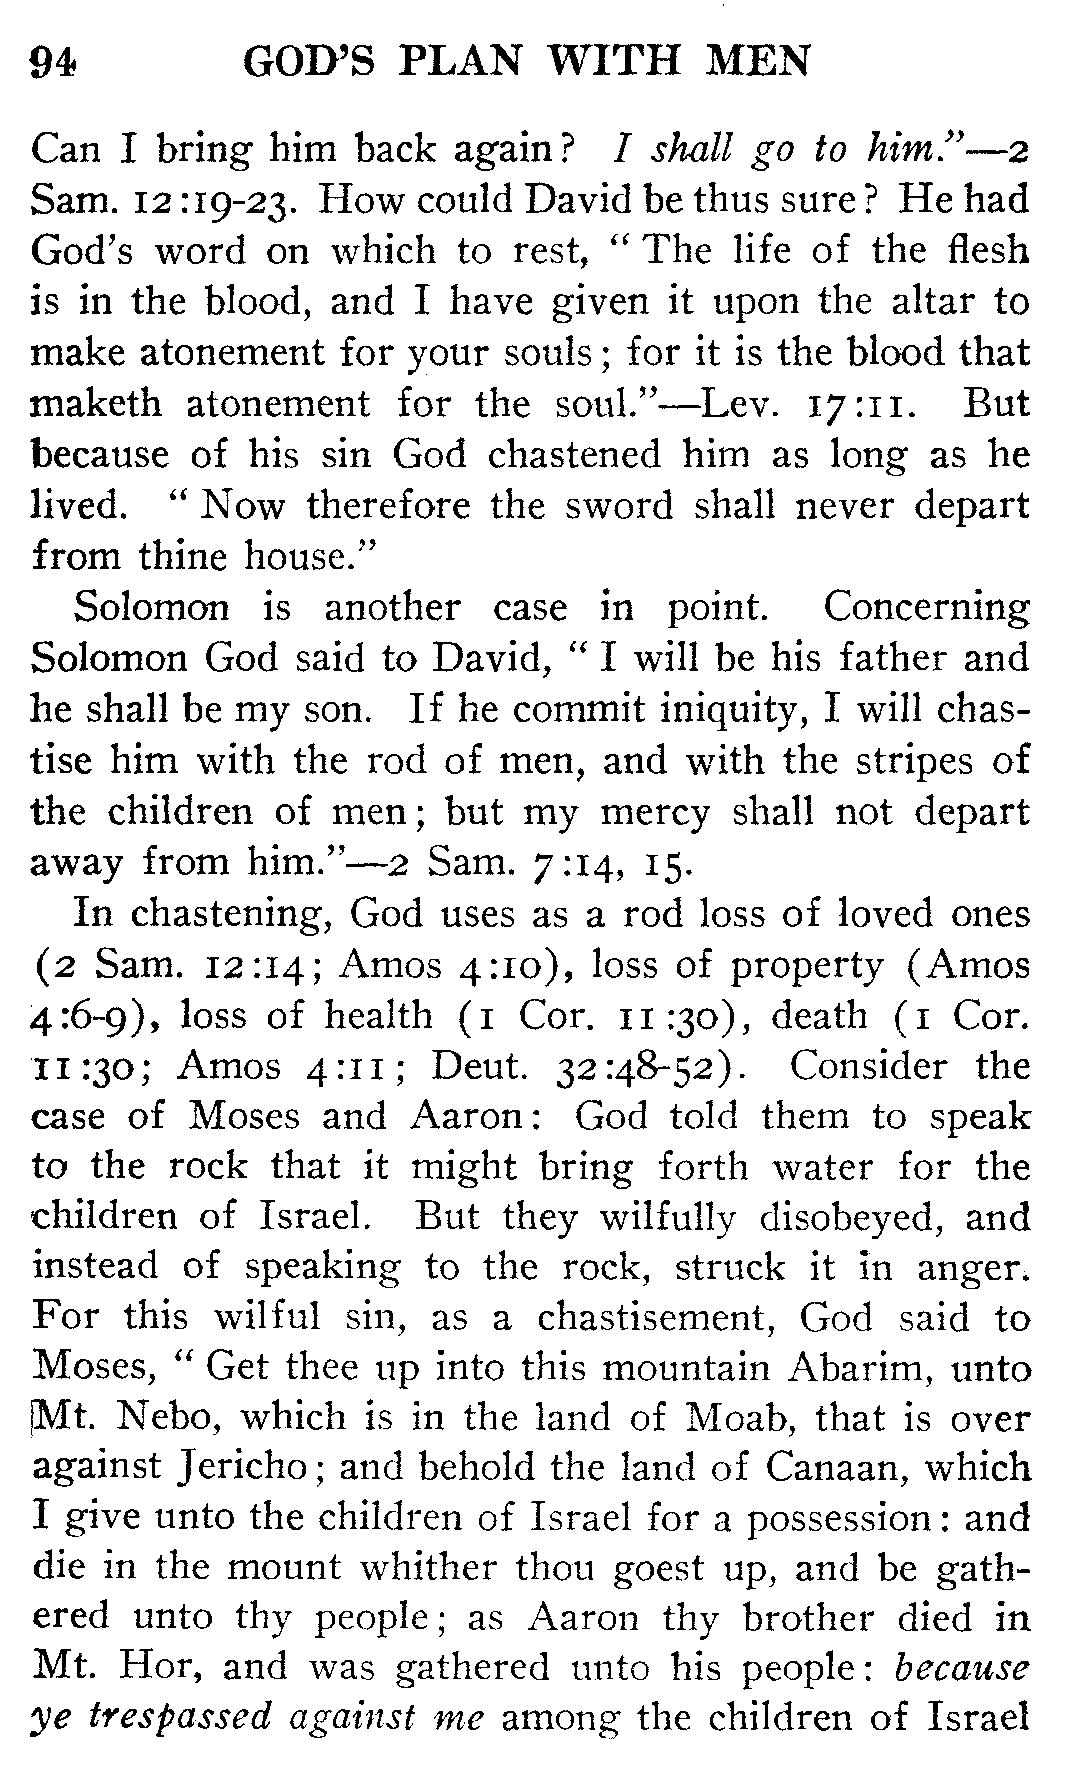 94 GOD'S PLAN WITH MEN
Can I bring him back again? I shall go to him."—2
Sam. 12:19-23. How could David be thus sure? He had
God's word on which to rest, "The life of the flesh
is in the blood, and I have given it upon the altar to
make atonement for your souls; for it is the blood that
maketh atonement for the soul."—Lev. 17:11. But
because of his sin God chastened him as long as he
lived. "Now therefore the sword shall never depart
from thine house."
Solomon is another case in point. Concerning
Solomon God said to David, "I will be his father and
he shall be my son. If he commit iniquity, I will chas-
tise him with the rod of men, and with the stripes of
the children of men; but my mercy shall not depart
away from him."—2 Sam. 7:14, 15.
In chastening, God uses as a rod loss of loved ones
(2 Sam. 12:14; Amos 4:10), loss of property (Amos
4:6-9), loss of health (1 Cor. 11:30), death (1 Cor.
11:30; Amos 4:11; Deut. 32:48-52). Consider the
case of Moses and Aaron: God told them to speak
to the rock that it might bring forth water for the
children of Israel. But they wilfully disobeyed, and
instead of speaking to the rock, struck it in anger.
For this wilful sin, as a chastisement, God said to
Moses, "Get thee up into this mountain Abarim, unto
Mt. Nebo, which is in the land of Moab, that is over
against Jericho; and behold the land of Canaan, which
I give unto the children of Israel for a possession: and
die in the mount whither thou goest up, and be gath-
ered unto thy people; as Aaron thy brother died in
Mt. Hor, and was gathered unto his people: because
ye trespassed against me among the children of Israel